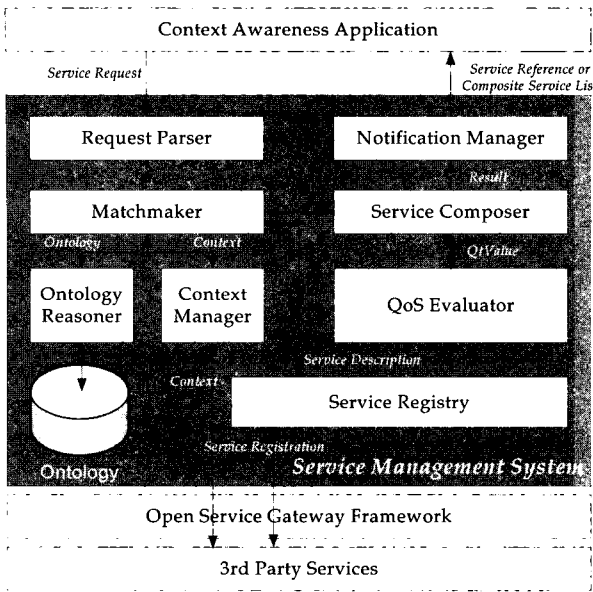 Context Awareness Application
Service Request
Service Reference or
Composite Service Lis
Request Parser
Notification Manager
Result
Matchmaker
Service Composer
Ontology
Context
QtValue
Ontology
Reasoner
Context
Manager
QoS Evaluator
Service Description
Context
Service Registry
Service Registration
Ontology
Service Management System
Open Service Gateway Framework
3rd Party Services